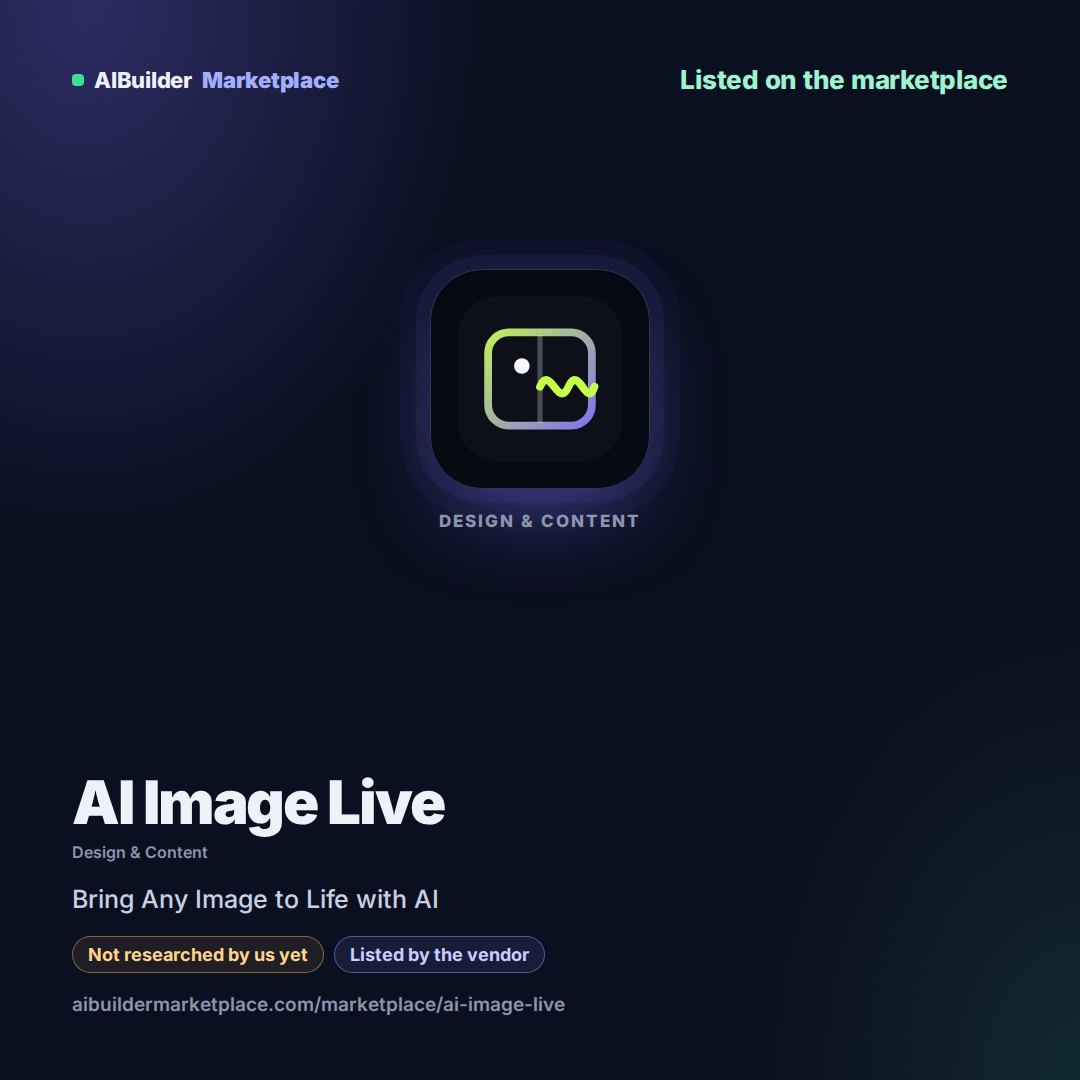 AIBuilder Marketplace
Listed on the marketplace
DESIGN & CONTENT
AI Image Live
Design & Content
Bring Any Image to Life with AI
Not researched by us yet
Listed by the vendor
aibuildermarketplace.com/marketplace/ai-image-live